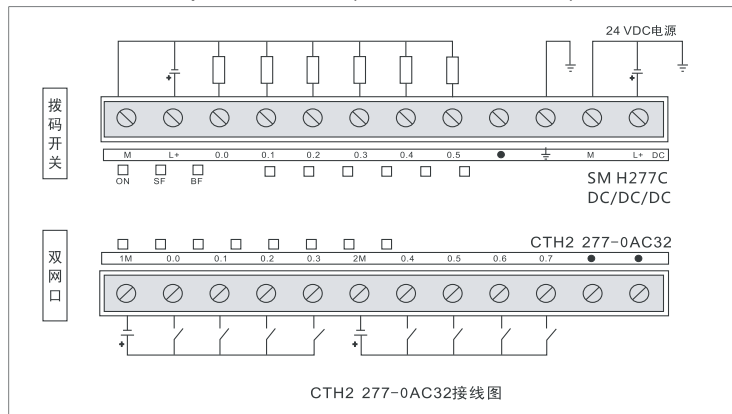 24 VDC电源
+
+
拨码开关
M L+ 0.0 0.1 0.2 0.3 0.4 0.5 M L+ DC
ON SF BF
SM H277C
DC/DC/DC
双网口
CTH2 277-0AC32
1M 0.0 0.1 0.2 0.3 2M 0.4 0.5 0.6 0.7
+
+
CTH2 277-0AC32接线图